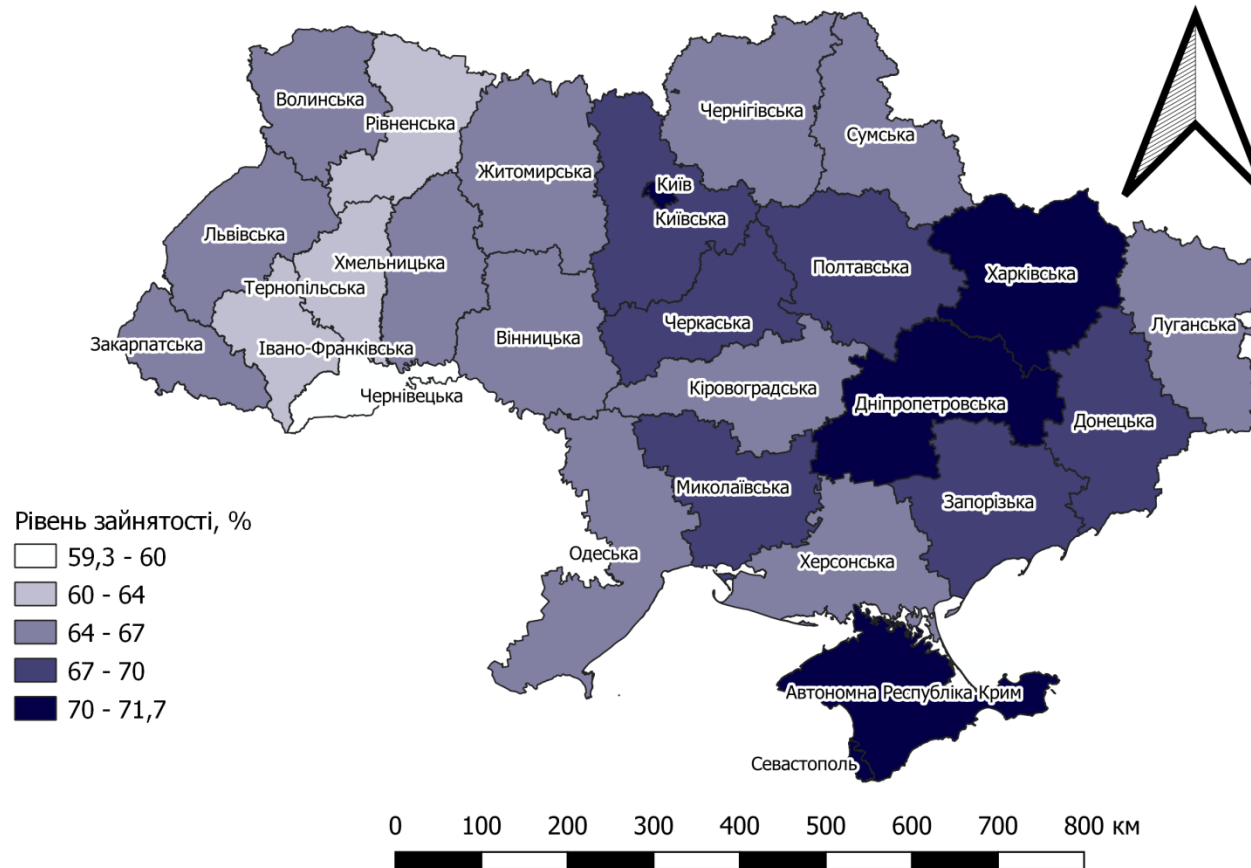 Волинська
Рівненська
Житомирська
Чернігівська
Сумська
Київ
Київська
Львівська
Хмельницька
Тернопільська
Полтавська
Харківська
Луганська
Закарпатська
Івано-Франківська
Вінницька
Черкаська
Чернівецька
Кіровоградська
Дніпропетровська
Донецька
Миколаївська
Запорізька
Одеська
Херсонська
Автономна Республіка Крим
Севастополь
Рівень зайнятості, %
59,3 - 60
60 - 64
64 - 67
67 - 70
70 - 71,7
0 100 200 300 400 500 600 700 800 км